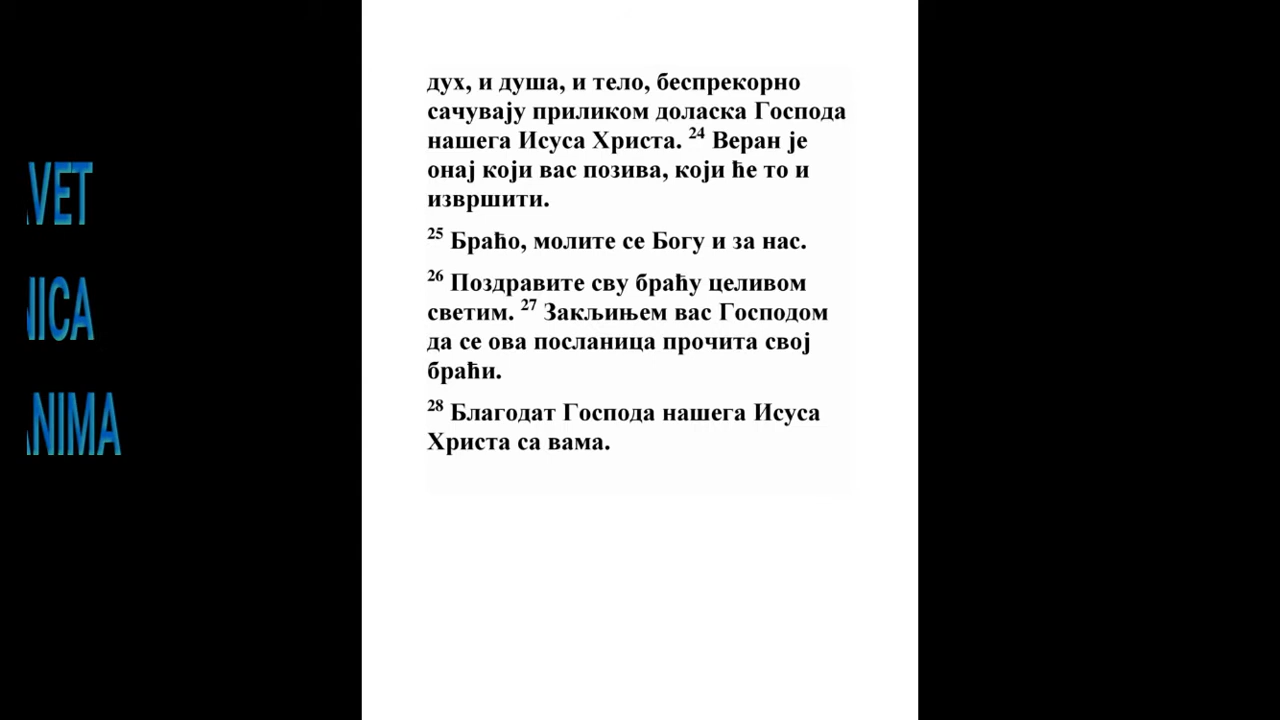 VET
NICA
NIMA
дух, и душа, и тело, беспрекорно
сачувају приликом доласка Господа
нашега Исуса Христа. 24 Веран је
онај који вас позива, који ће то и
извршити.
25 Браћо, молите се Богу и за нас.
26 Поздравите сву браћу целивом
светим. 27 Закљињем вас Господом
да се ова посланица прочита свој
браћи.
28 Благодат Господа нашега Исуса
Христа са вама.